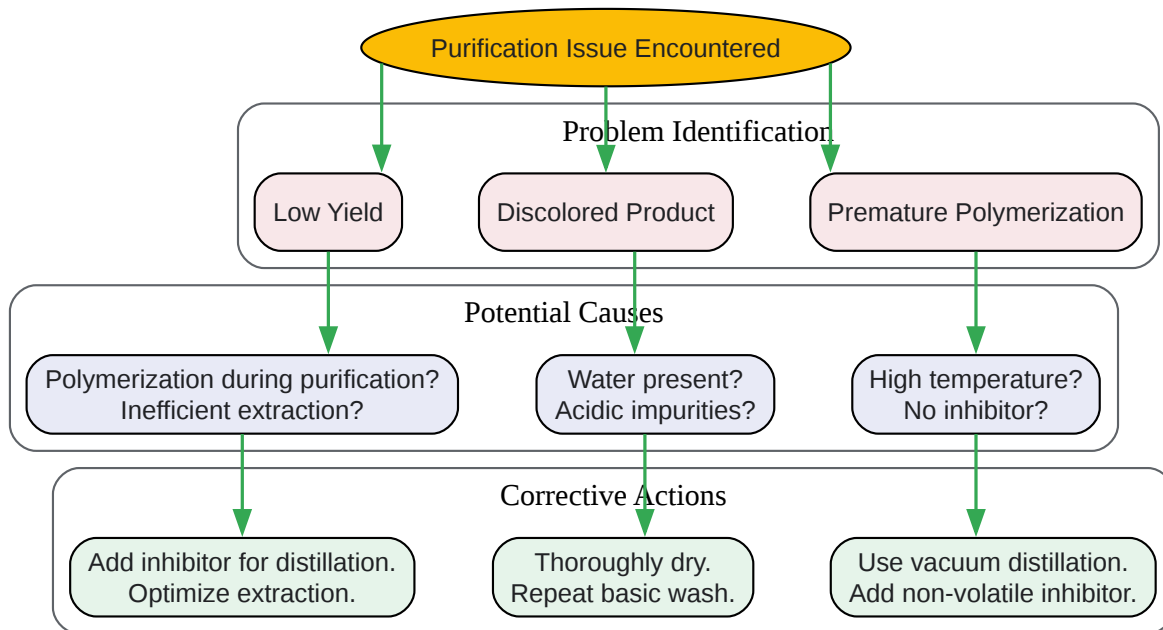 Purification Issue Encountered
Problem Identification
Low Yield
Discolored Product
Premature Polymerization
Potential Causes
Polymerization during purification?
Inefficient extraction?
Water present?
Acidic impurities?
High temperature?
No inhibitor?
Corrective Actions
Add inhibitor for distillation.
Optimize extraction.
Thoroughly dry.
Repeat basic wash.
Use vacuum distillation.
Add non-volatile inhibitor.